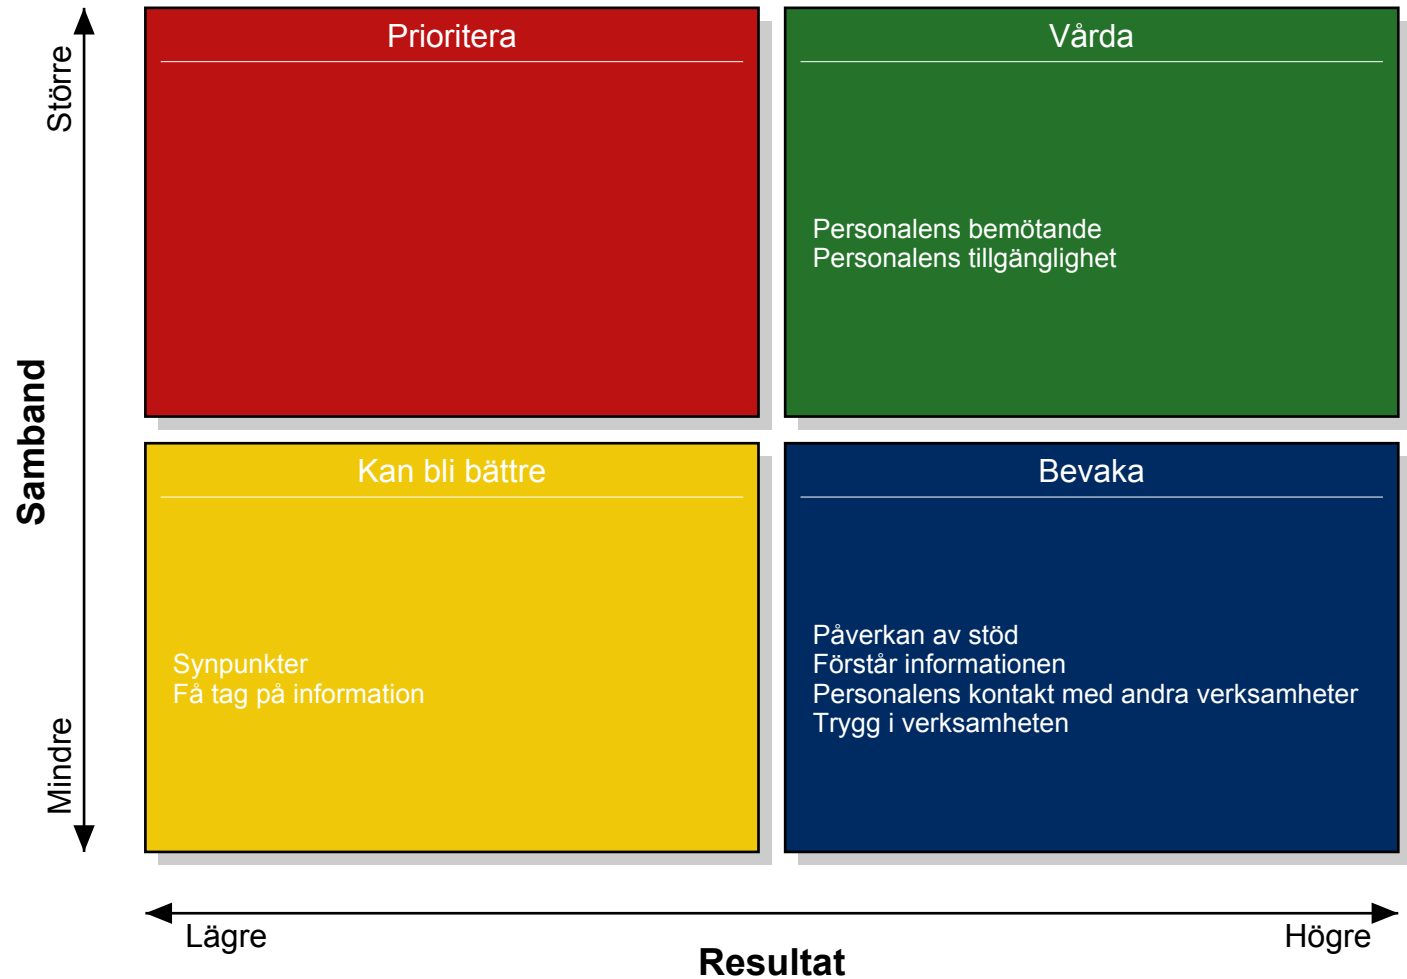 Större
Samband
Mindre
Prioritera
Vårda
Personalens bemötande
Personalens tillgänglighet
Kan bli bättre
Synpunkter
Få tag på information
Bevaka
Påverkan av stöd
Förstår informationen
Personalens kontakt med andra verksamheter
Trygg i verksamheten
Lägre
Högre
Resultat